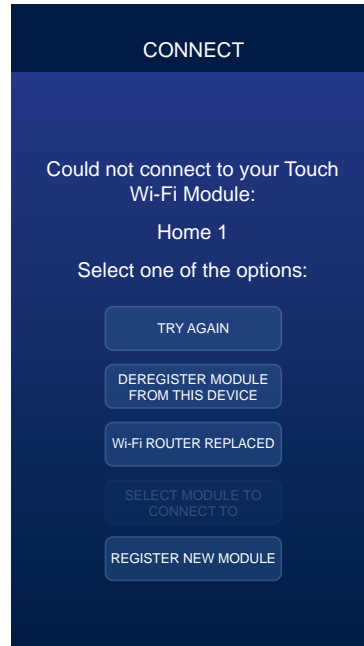 CONNECT
Could not connect to your Touch
Wi-Fi Module:
Home 1
Select one of the options:
TRY AGAIN
DEREGISTER MODULE
FROM THIS DEVICE
Wi-Fi ROUTER REPLACED
SELECT MODULE TO
CONNECT TO
REGISTER NEW MODULE